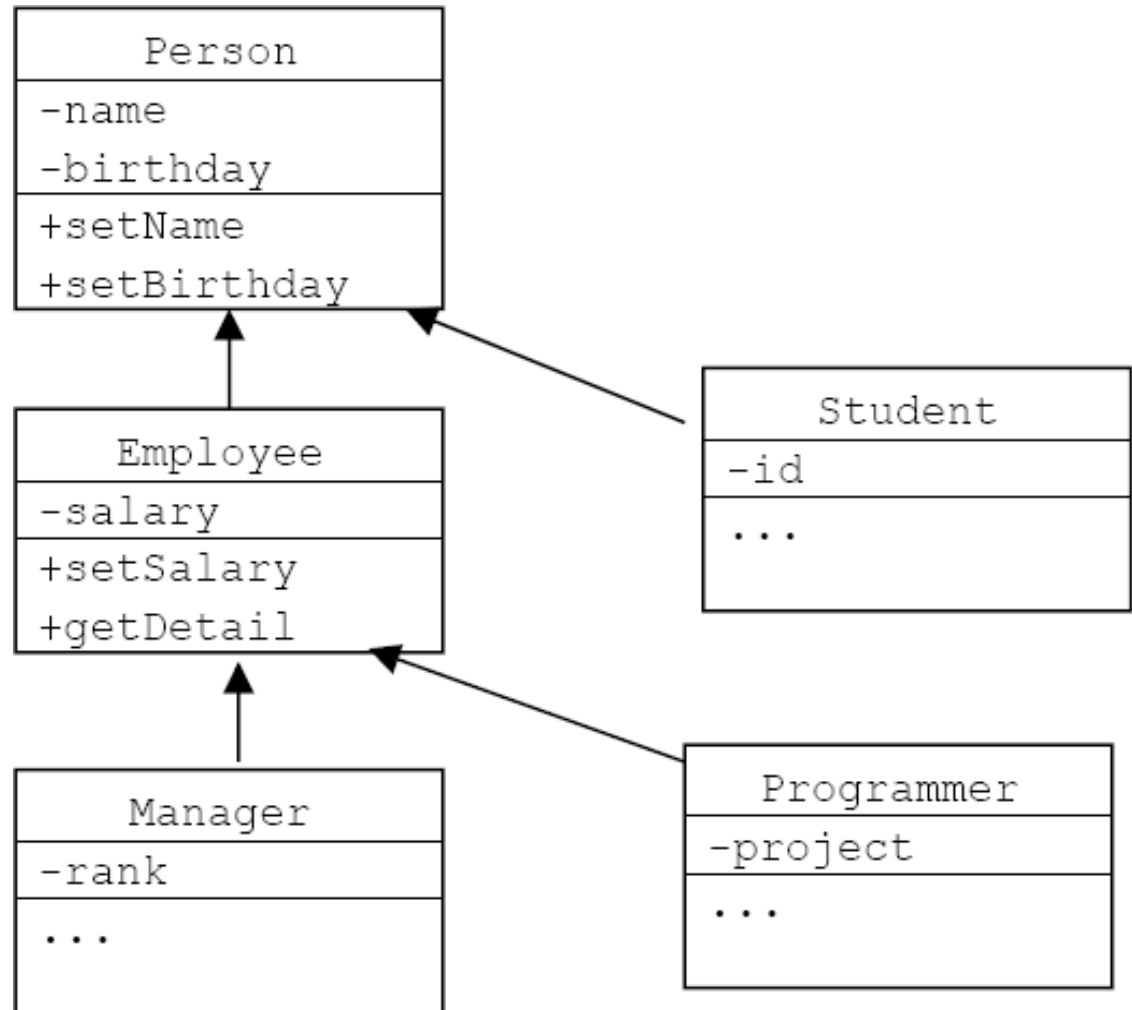 Person
-name
-birthday
+setName
+setBirthday
Employee
-salary
+setSalary
+getDetail
Student
-id
...
Manager
-rank
...
Programmer
-project
...